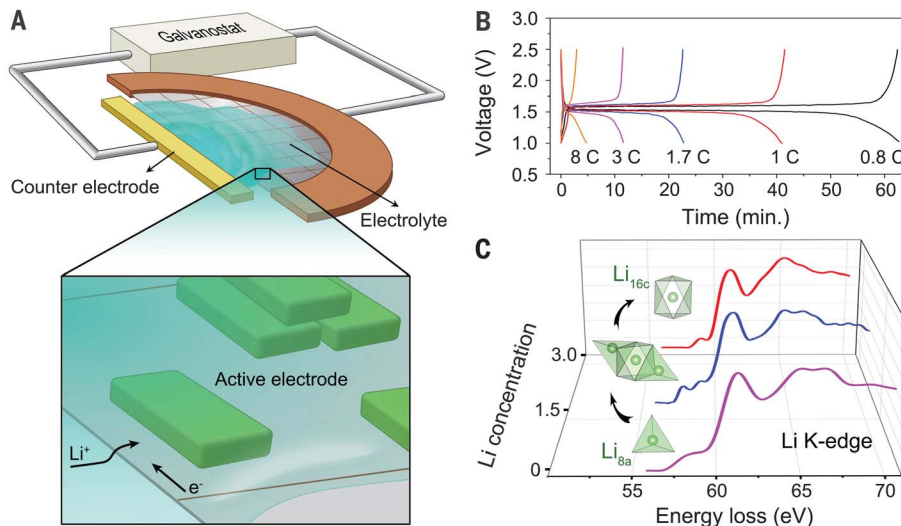 A
Galvanostat
Counter electrode
Electrolyte
Active electrode
Li⁺
e⁻
B
Voltage (V)
2.5
2.0
1.5
1.0
0.5
8 C
3 C
1.7 C
1 C
0.8 C
0 10 20 30 40 50 60
Time (min.)
C
Li concentration
3.0
1.5
0
Li₁₆c
Li₈a
Li K-edge
55 60 65 70
Energy loss (eV)